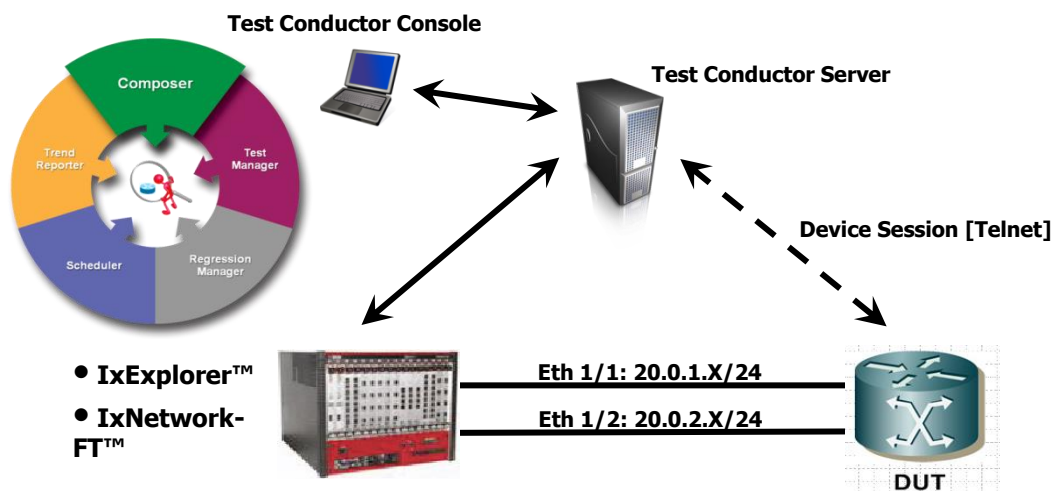 Test Conductor Console
Composer
Test Conductor Server
Trend
Reporter
Test
Manager
Device Session [Telnet]
Scheduler
Regression
Manager
● IxExplorer™
● IxNetwork-
FT™
Eth 1/1: 20.0.1.X/24
Eth 1/2: 20.0.2.X/24
DUT